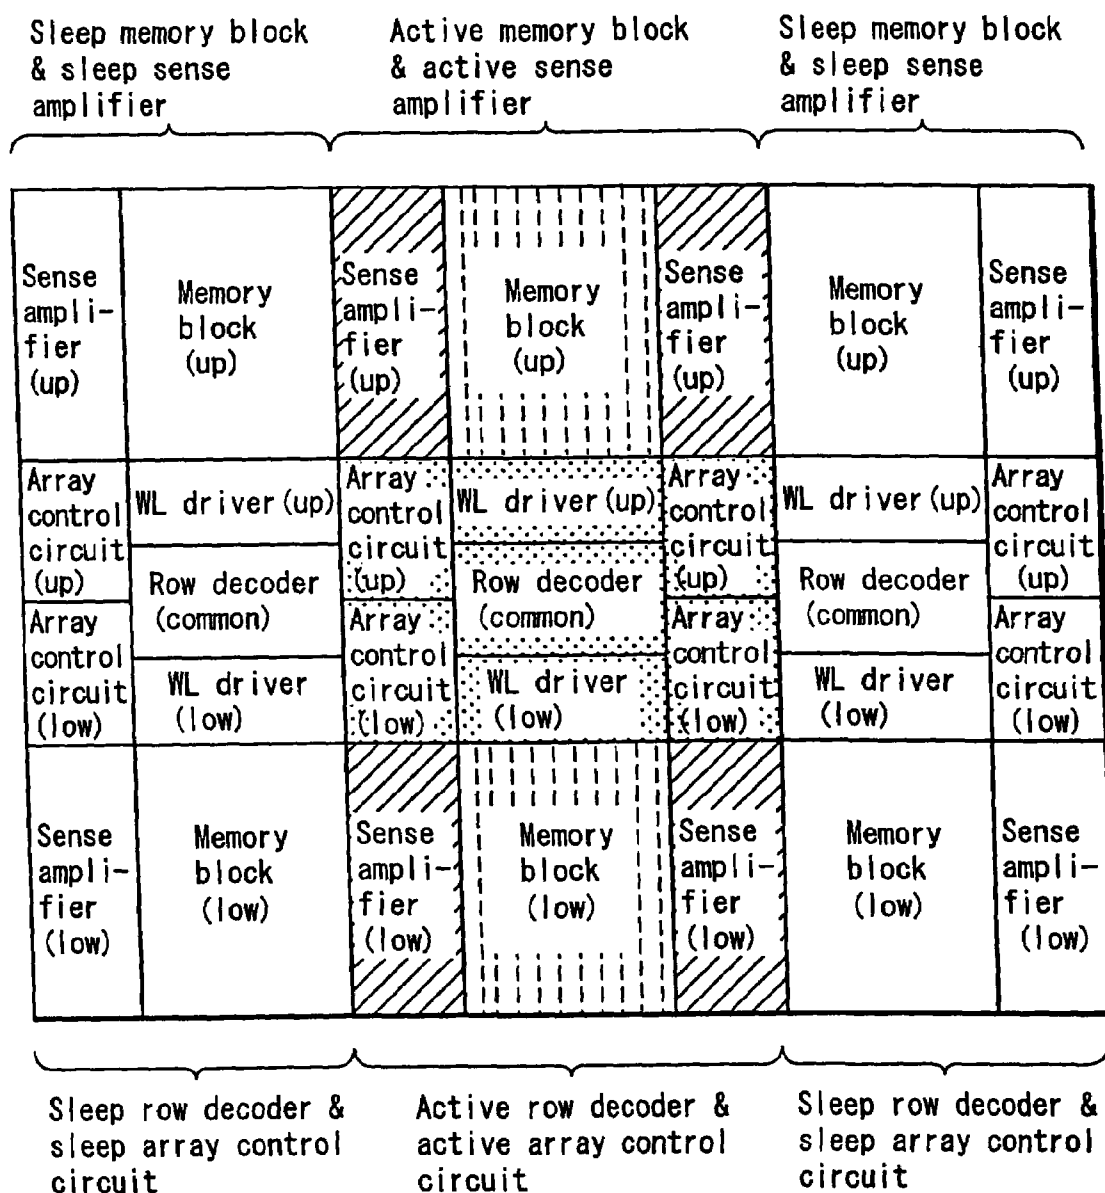 Sleep memory block
& sleep sense
amplifier
Active memory block
& active sense
amplifier
Sleep memory block
& sleep sense
amplifier
Sense
ampli-
fier
(up)
Memory
block
(up)
Sense
ampli-
fier
(up)
Memory
block
(up)
Sense
ampli-
fier
(up)
Memory
block
(up)
Sense
ampli-
fier
(up)
Array
control
circuit
(up)
WL driver (up)
Array
control
circuit
(up)
WL driver (up)
Array
control
circuit
(up)
WL driver (up)
Array
control
circuit
(up)
Row decoder
(common)
Row decoder
(common)
Row decoder
(common)
Array
control
circuit
(low)
WL driver
(low)
Array
control
circuit
(low)
WL driver
(low)
Array
control
circuit
(low)
WL driver
(low)
Array
control
circuit
(low)
Sense
ampli-
fier
(low)
Memory
block
(low)
Sense
ampli-
fier
(low)
Memory
block
(low)
Sense
ampli-
fier
(low)
Memory
block
(low)
Sense
ampli-
fier
(low)
Sleep row decoder &
sleep array control
circuit
Active row decoder &
active array control
circuit
Sleep row decoder &
sleep array control
circuit